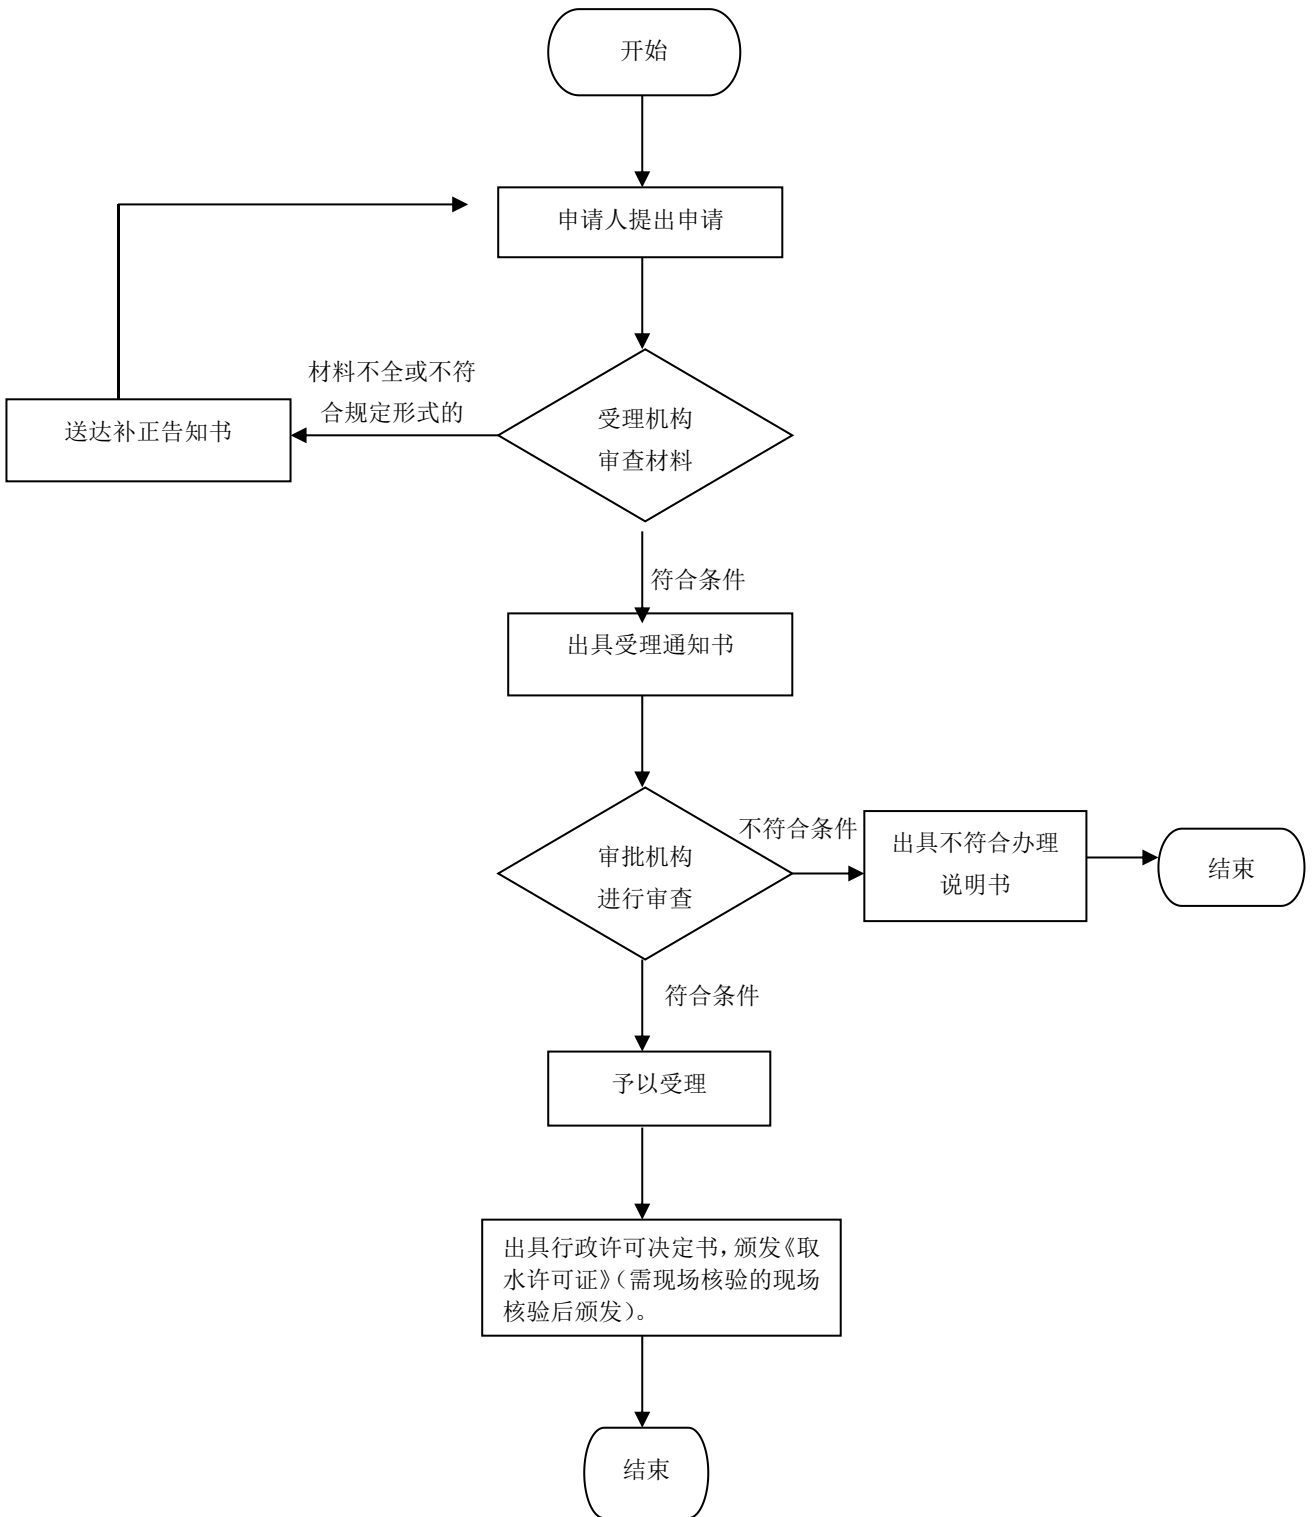 开始
申请人提出申请
材料不全或不符
合规定形式的
送达补正告知书
受理机构
审查材料
符合条件
出具受理通知书
审批机构
进行审查
不符合条件
出具不符合办理
说明书
结束
符合条件
予以受理
出具行政许可决定书，颁发《取
水许可证》（需现场核验的现场
核验后颁发）。
结束